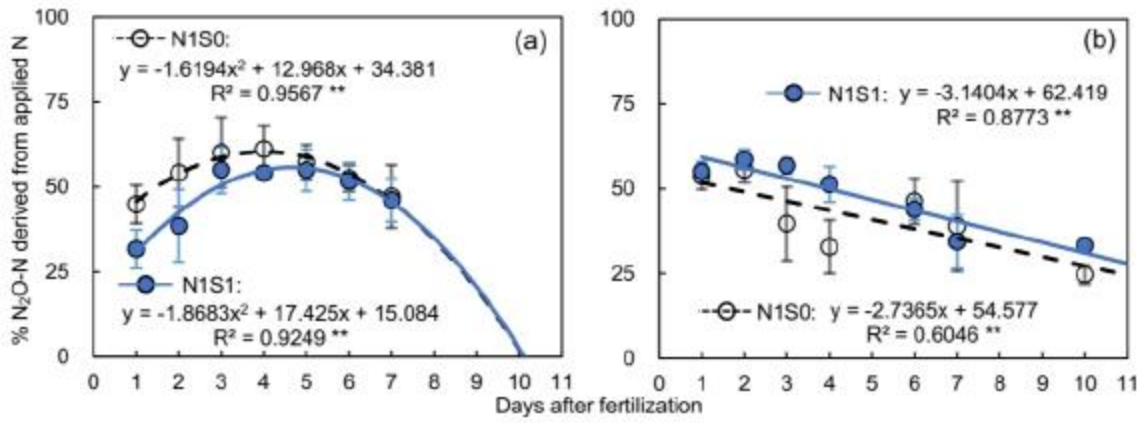 % N₂O-N derived from applied N
100
75
50
25
0
(a)
N1S0:
y = -1.6194x² + 12.968x + 34.381
R² = 0.9567 **
N1S1:
y = -1.8683x² + 17.425x + 15.084
R² = 0.9249 **
0 1 2 3 4 5 6 7 8 9 10 11
100
75
50
25
0
(b)
N1S1: y = -3.1404x + 62.419
R² = 0.8773 **
N1S0: y = -2.7365x + 54.577
R² = 0.6046 **
0 1 2 3 4 5 6 7 8 9 10 11
Days after fertilization